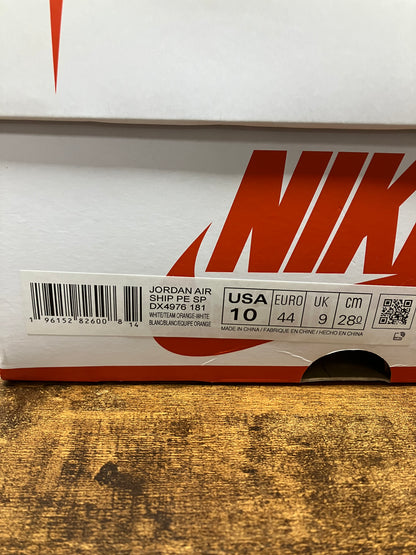 NIKE
JORDAN AIR
SHIP PE SP
DX4976 181
WHITE/TEAM ORANGE-WHITE
BLANC/BLANC/EQUIPE ORANGE
1 96152 82600 8 14
USA EURO UK cm
10 44 9 28.0
MADE IN CHINA / FABRIQUE EN CHINE / HECHO EN CHINA